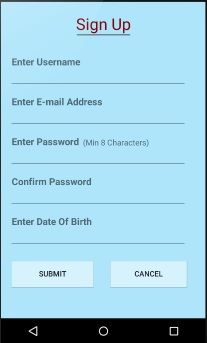 Sign Up
Enter Username
Enter E-mail Address
Enter Password (Min 8 Characters)
Confirm Password
Enter Date Of Birth
SUBMIT CANCEL